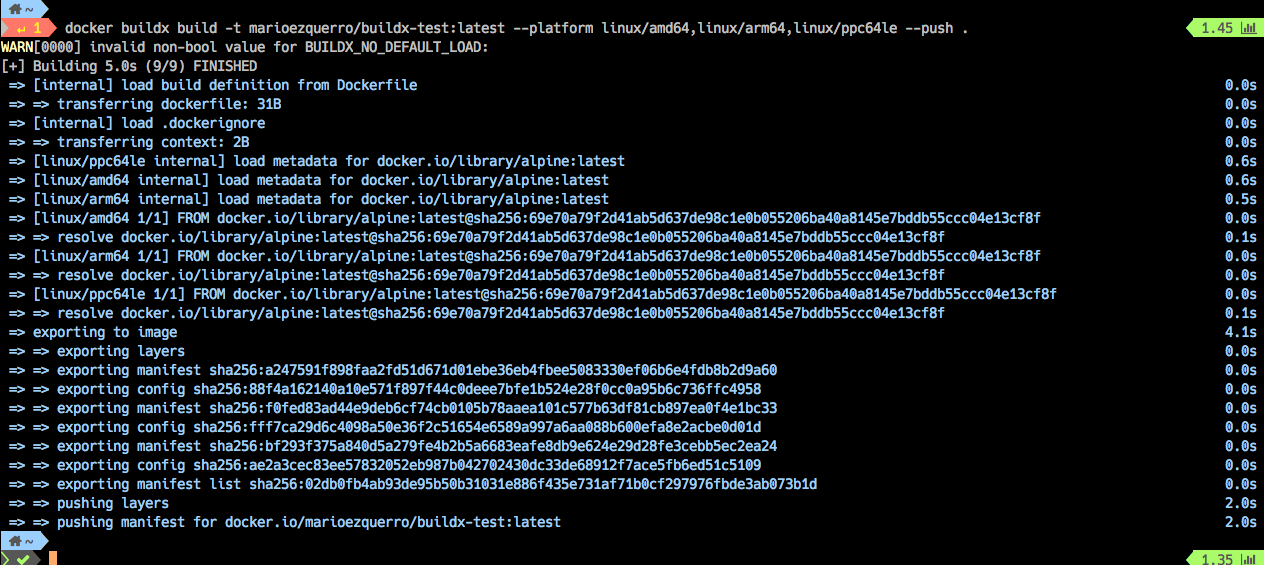 ~
↵ 1 docker buildx build -t marioezquerro/buildx-test:latest --platform linux/amd64,linux/arm64,linux/ppc64le --push . 1.45
WARN[0000] invalid non-bool value for BUILDX_NO_DEFAULT_LOAD:
[+] Building 5.0s (9/9) FINISHED
=> [internal] load build definition from Dockerfile 0.0s
=> => transferring dockerfile: 31B 0.0s
=> [internal] load .dockerignore 0.0s
=> => transferring context: 2B 0.0s
=> [linux/ppc64le internal] load metadata for docker.io/library/alpine:latest 0.6s
=> [linux/amd64 internal] load metadata for docker.io/library/alpine:latest 0.6s
=> [linux/arm64 internal] load metadata for docker.io/library/alpine:latest 0.5s
=> [linux/amd64 1/1] FROM docker.io/library/alpine:latest@sha256:69e70a79f2d41ab5d637de98c1e0b055206ba40a8145e7bddb55ccc04e13cf8f 0.0s
=> => resolve docker.io/library/alpine:latest@sha256:69e70a79f2d41ab5d637de98c1e0b055206ba40a8145e7bddb55ccc04e13cf8f 0.1s
=> [linux/arm64 1/1] FROM docker.io/library/alpine:latest@sha256:69e70a79f2d41ab5d637de98c1e0b055206ba40a8145e7bddb55ccc04e13cf8f 0.0s
=> => resolve docker.io/library/alpine:latest@sha256:69e70a79f2d41ab5d637de98c1e0b055206ba40a8145e7bddb55ccc04e13cf8f 0.0s
=> [linux/ppc64le 1/1] FROM docker.io/library/alpine:latest@sha256:69e70a79f2d41ab5d637de98c1e0b055206ba40a8145e7bddb55ccc04e13cf8f 0.0s
=> => resolve docker.io/library/alpine:latest@sha256:69e70a79f2d41ab5d637de98c1e0b055206ba40a8145e7bddb55ccc04e13cf8f 0.1s
=> exporting to image 4.1s
=> => exporting layers 0.0s
=> => exporting manifest sha256:a247591f898faa2fd51d671d01ebe36eb4fbee5083330ef06b6e4fdb8b2d9a60 0.0s
=> => exporting config sha256:88f4a162140a10e571f897f44c0deee7bfe1b524e28f0cc0a95b6c736ffc4958 0.0s
=> => exporting manifest sha256:f0fed83ad44e9deb6cf74cb0105b78aaea101c577b63df81cb897ea0f4e1bc33 0.0s
=> => exporting config sha256:fff7ca29d6c4098a50e36f2c51654e6589a997a6aa088b600efa8e2acbe0d01d 0.0s
=> => exporting manifest sha256:bf293f375a840d5a279fe4b2b5a6683eafe8db9e624e29d28fe3cebb5ec2ea24 0.0s
=> => exporting config sha256:ae2a3cec83ee57832052eb987b042702430dc33de68912f7ace5fb6ed51c5109 0.0s
=> => exporting manifest list sha256:02db0fb4ab93de95b50b31031e886f435e731af71b0cf297976fbde3ab073b1d 0.0s
=> => pushing layers 2.0s
=> => pushing manifest for docker.io/marioezquerro/buildx-test:latest 2.0s
~
✔ 1.35